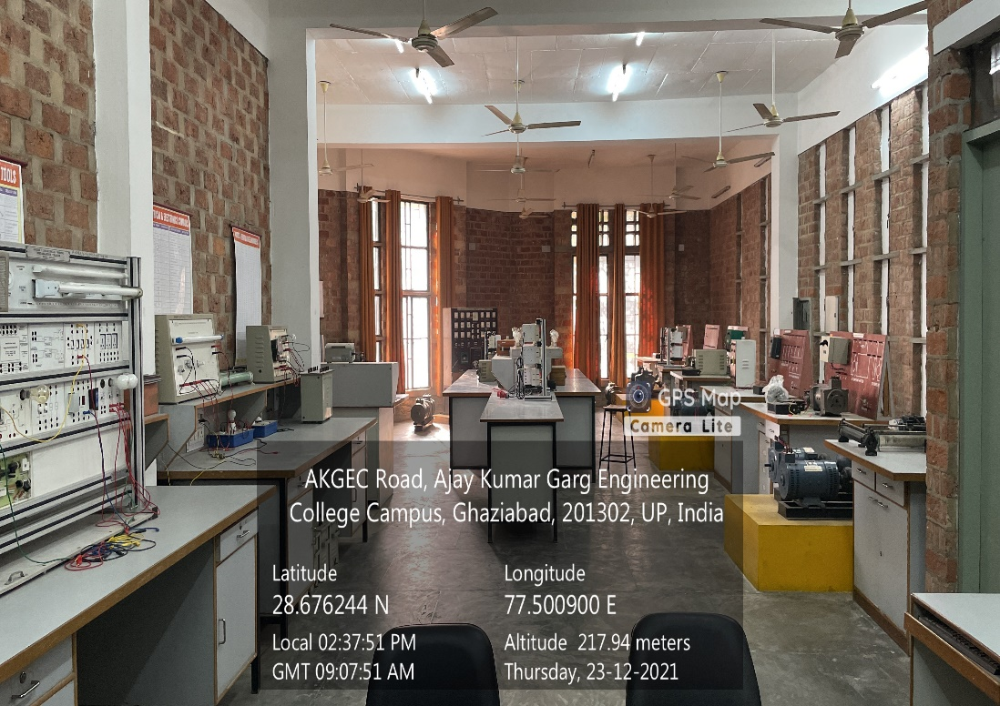 TOOLS
GPS Map
Camera Lite
AKGEC Road, Ajay Kumar Garg Engineering
College Campus, Ghaziabad, 201302, UP, India
Latitude
28.676244 N
Longitude
77.500900 E
Local 02:37:51 PM
GMT 09:07:51 AM
Altitude 217.94 meters
Thursday, 23-12-2021